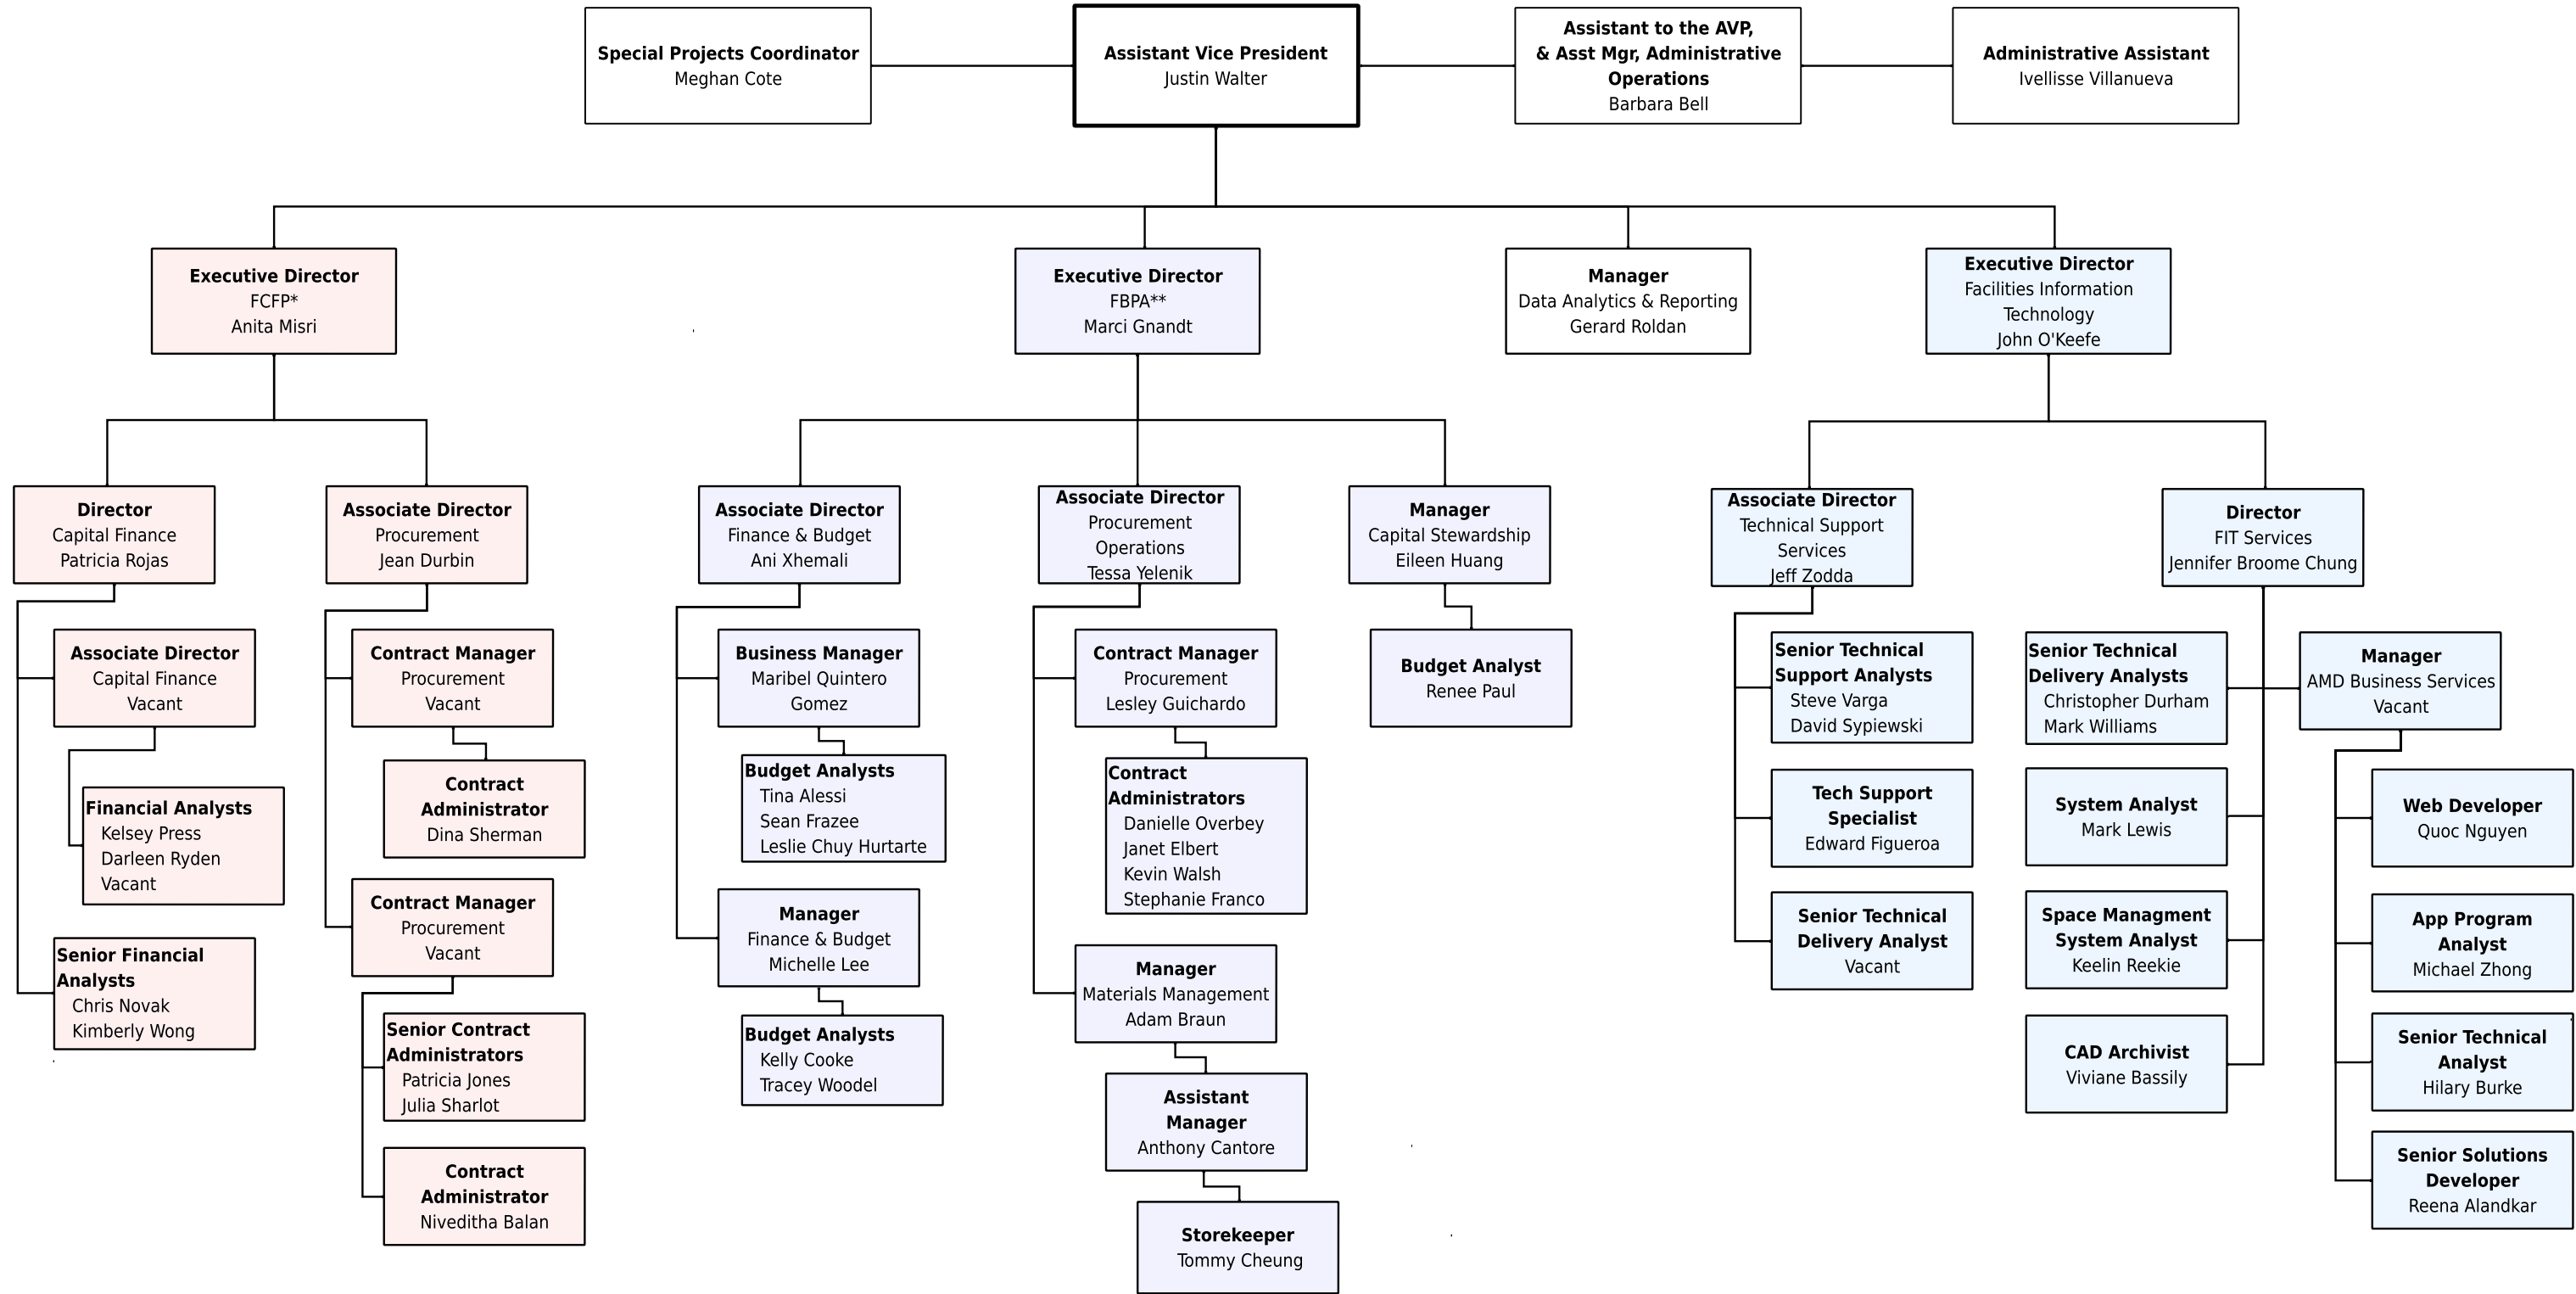 Special Projects Coordinator
Meghan Cote
Assistant Vice President
Justin Walter
Assistant to the AVP,
& Asst Mgr, Administrative
Operations
Barbara Bell
Administrative Assistant
Ivellisse Villanueva
Executive Director
FCFP*
Anita Misri
Executive Director
FBPA**
Marci Gnandt
Manager
Data Analytics & Reporting
Gerard Roldan
Executive Director
Facilities Information
Technology
John O'Keefe
Director
Capital Finance
Patricia Rojas
Associate Director
Capital Finance
Vacant
Financial Analysts
Kelsey Press
Darleen Ryden
Vacant
Senior Financial
Analysts
Chris Novak
Kimberly Wong
Associate Director
Procurement
Jean Durbin
Contract Manager
Procurement
Vacant
Contract
Administrator
Dina Sherman
Contract Manager
Procurement
Vacant
Senior Contract
Administrators
Patricia Jones
Julia Sharlot
Contract
Administrator
Niveditha Balan
Associate Director
Finance & Budget
Ani Xhemali
Business Manager
Maribel Quintero
Gomez
Budget Analysts
Tina Alessi
Sean Frazee
Leslie Chuy Hurtarte
Manager
Finance & Budget
Michelle Lee
Budget Analysts
Kelly Cooke
Tracey Woodel
Associate Director
Procurement
Operations
Tessa Yelenik
Contract Manager
Procurement
Lesley Guichardo
Contract
Administrators
Danielle Overbey
Janet Elbert
Kevin Walsh
Stephanie Franco
Manager
Materials Management
Adam Braun
Assistant
Manager
Anthony Cantore
Storekeeper
Tommy Cheung
Manager
Capital Stewardship
Eileen Huang
Budget Analyst
Renee Paul
Associate Director
Technical Support
Services
Jeff Zodda
Senior Technical
Support Analysts
Steve Varga
David Sypiewski
Tech Support
Specialist
Edward Figueroa
Senior Technical
Delivery Analyst
Vacant
Director
FIT Services
Jennifer Broome Chung
Senior Technical
Delivery Analysts
Christopher Durham
Mark Williams
System Analyst
Mark Lewis
Space Managment
System Analyst
Keelin Reekie
CAD Archivist
Viviane Bassily
Manager
AMD Business Services
Vacant
Web Developer
Quoc Nguyen
App Program
Analyst
Michael Zhong
Senior Technical
Analyst
Hilary Burke
Senior Solutions
Developer
Reena Alandkar